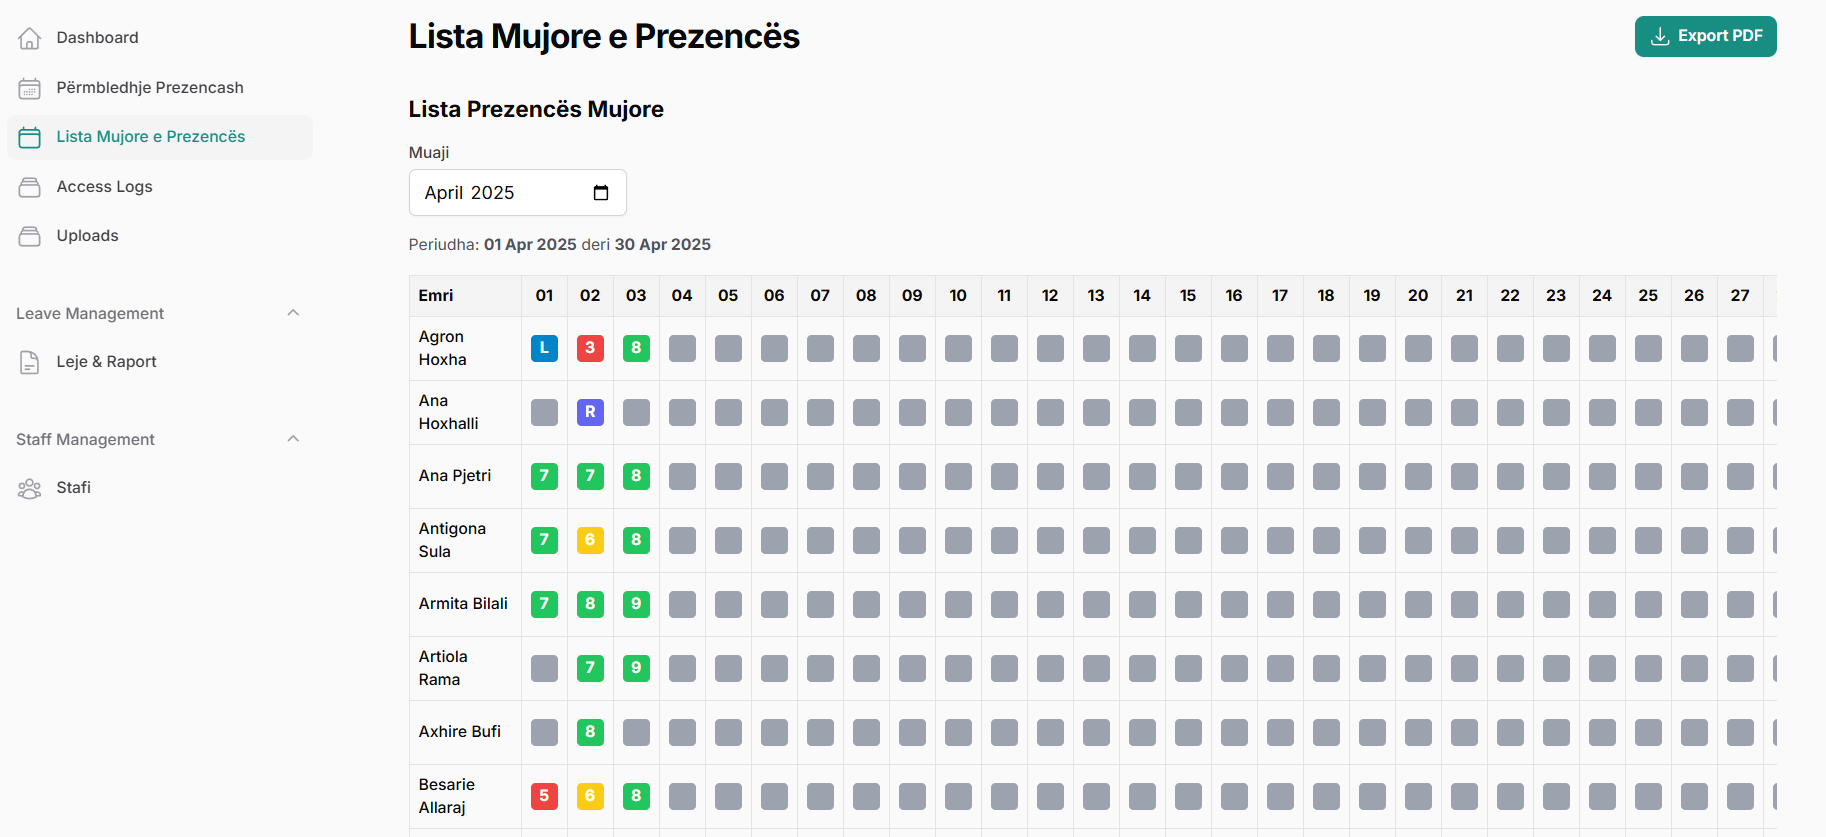 Dashboard
Përmbledhje Prezencash
Lista Mujore e Prezencës
Access Logs
Uploads
Leave Management
Leje & Raport
Staff Management
Stafi
Lista Mujore e Prezencës
Export PDF
Lista Prezencës Mujore
Muaji
April 2025
Periudha: 01 Apr 2025 deri 30 Apr 2025
Emri 01 02 03 04 05 06 07 08 09 10 11 12 13 14 15 16 17 18 19 20 21 22 23 24 25 26 27
Agron
Hoxha
L 3 8
Ana
Hoxhalli
R
Ana Pjetri 7 7 8
Antigona
Sula
7 6 8
Armita Bilali 7 8 9
Artiola
Rama
7 9
Axhire Bufi 8
Besarie
Allaraj
5 6 8